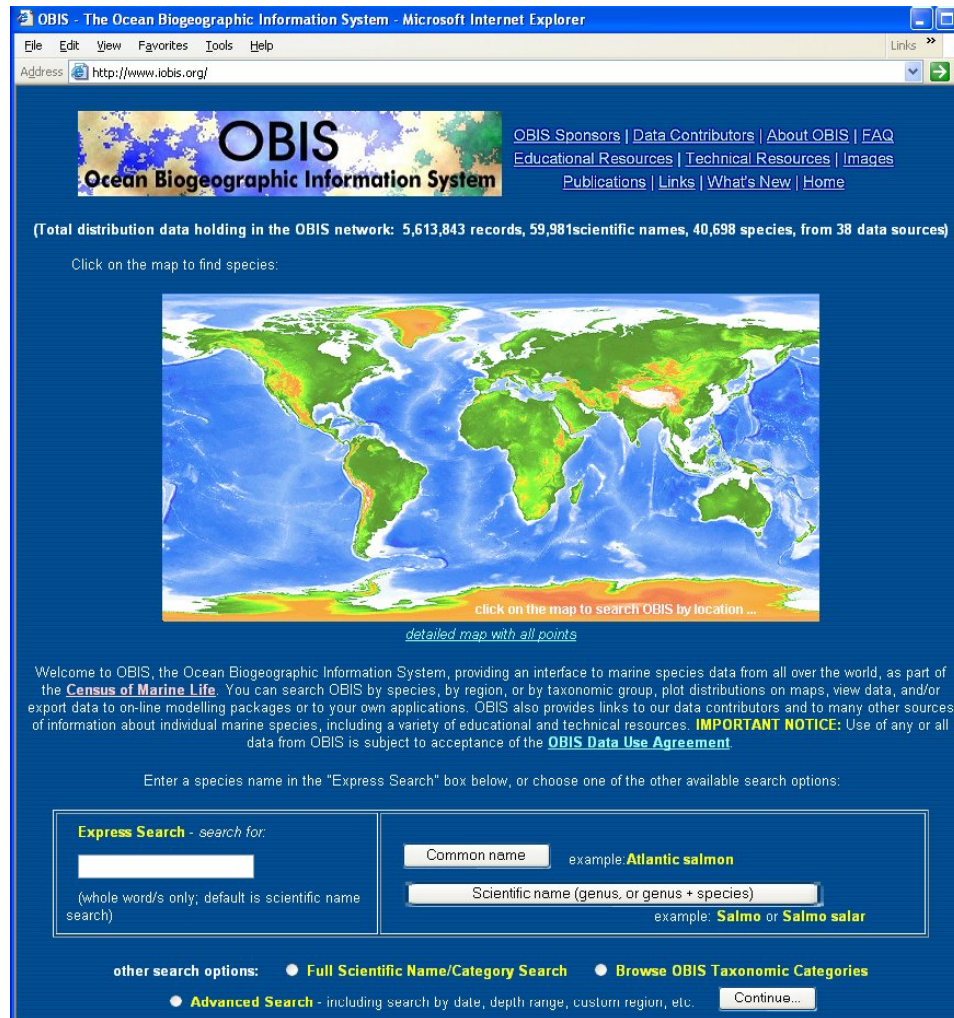 OBIS - The Ocean Biogeographic Information System - Microsoft Internet Explorer
File Edit View Favorites Tools Help
Links »
Address http://www.iobis.org/
OBIS
Ocean Biogeographic Information System
OBIS Sponsors | Data Contributors | About OBIS | FAQ
Educational Resources | Technical Resources | Images
Publications | Links | What's New | Home
(Total distribution data holding in the OBIS network: 5,613,843 records, 59,981scientific names, 40,698 species, from 38 data sources)
Click on the map to find species:
click on the map to search OBIS by location ...
detailed map with all points
Welcome to OBIS, the Ocean Biogeographic Information System, providing an interface to marine species data from all over the world, as part of
the Census of Marine Life. You can search OBIS by species, by region, or by taxonomic group, plot distributions on maps, view data, and/or
export data to on-line modelling packages or to your own applications. OBIS also provides links to our data contributors and to many other sources
of information about individual marine species, including a variety of educational and technical resources. IMPORTANT NOTICE: Use of any or all
data from OBIS is subject to acceptance of the OBIS Data Use Agreement.
Enter a species name in the "Express Search" box below, or choose one of the other available search options:
Express Search - search for:
(whole word/s only; default is scientific name
search)
Common name example:Atlantic salmon
Scientific name (genus, or genus + species)
example: Salmo or Salmo salar
other search options: Full Scientific Name/Category Search Browse OBIS Taxonomic Categories
Advanced Search - including search by date, depth range, custom region, etc. Continue...